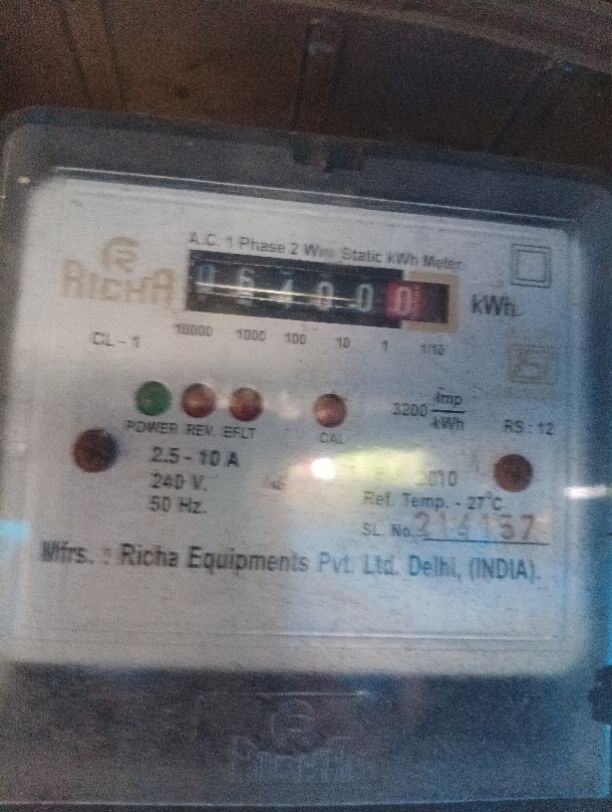 A.C. 1 Phase 2 Wire Static kWh Meter
RICHA
064000 kWh
CL - 1
10000 1000 100 10 1 1/10
3200 Imp/kWh
POWER REV. EFLT CAL
RS : 12
2.5 - 10 A
240 V.
2010
50 Hz.
Ref. Temp. - 27°C
SL. No.
Mfrs. : Richa Equipments Pvt. Ltd. Delhi, (INDIA).
RICHA